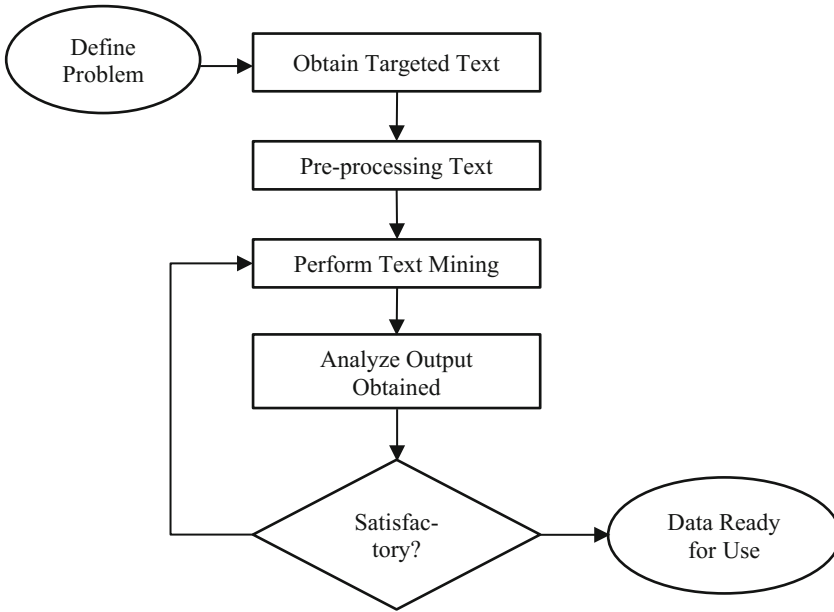 Define
Problem
Obtain Targeted Text
Pre-processing Text
Perform Text Mining
Analyze Output
Obtained
Satisfac-
tory?
Data Ready
for Use